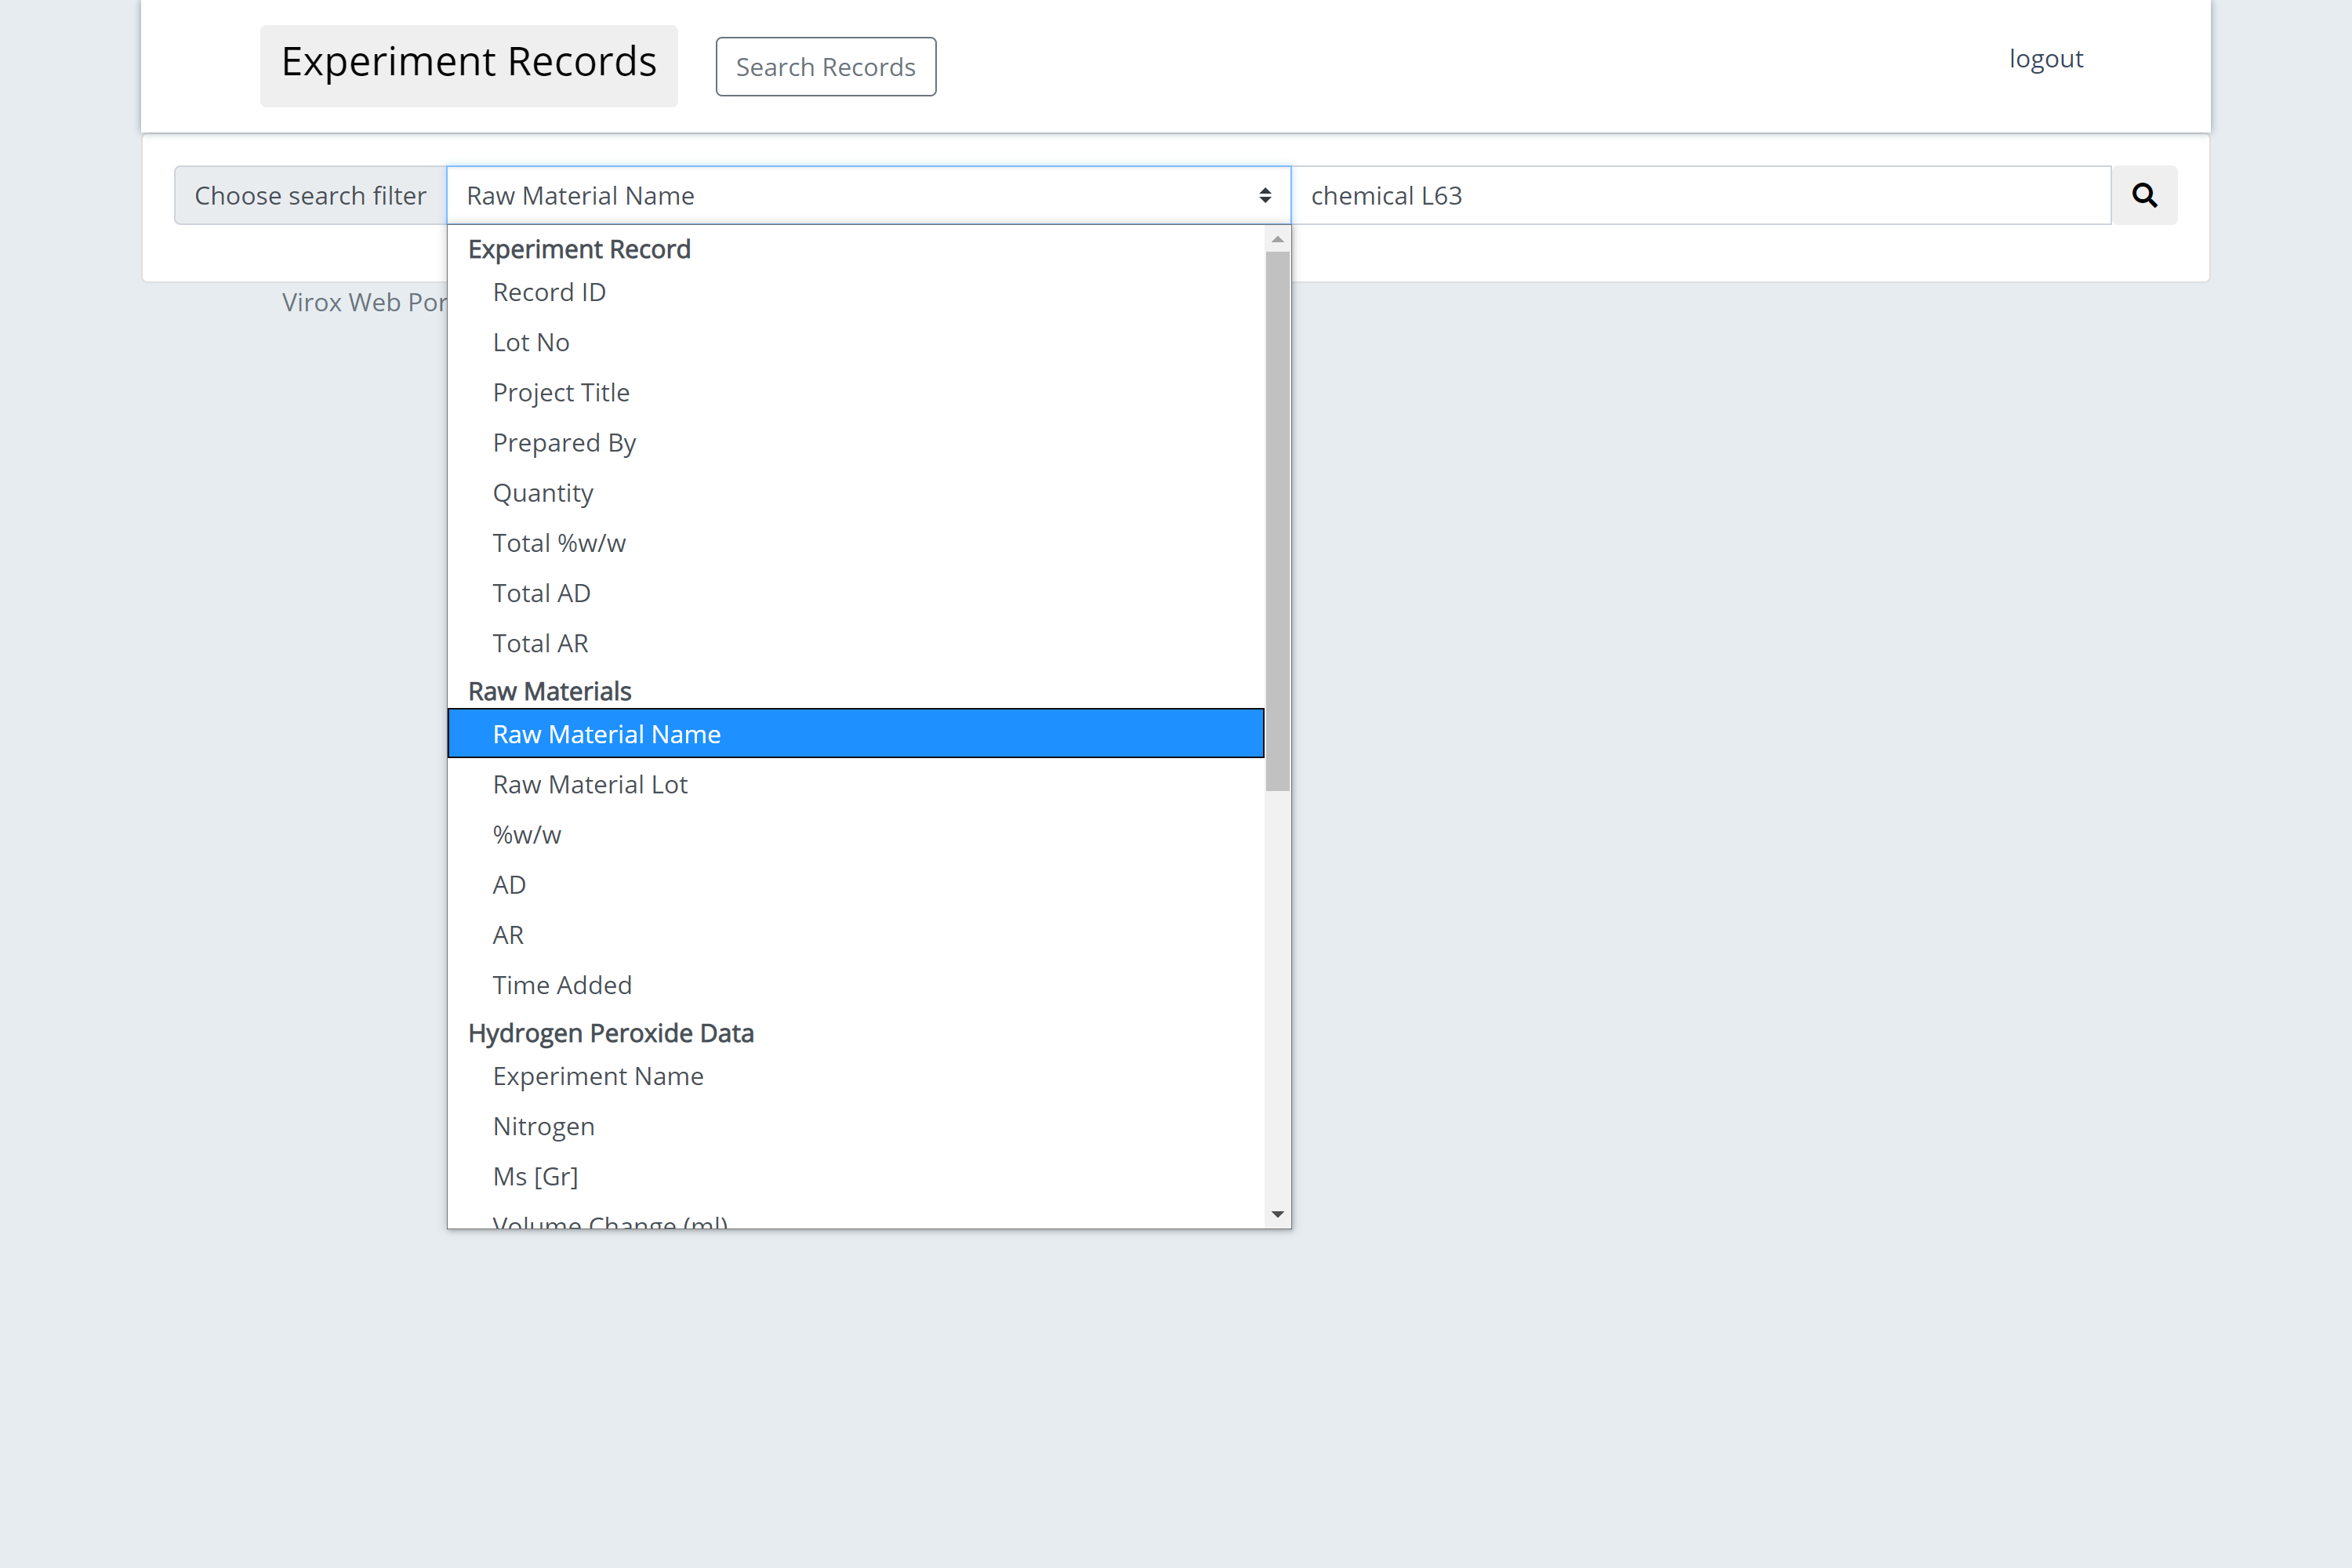 Experiment Records
Search Records
logout
Choose search filter
Raw Material Name
chemical L63
Experiment Record
Record ID
Lot No
Project Title
Prepared By
Quantity
Total %w/w
Total AD
Total AR
Raw Materials
Raw Material Name
Raw Material Lot
%w/w
AD
AR
Time Added
Hydrogen Peroxide Data
Experiment Name
Nitrogen
Ms [Gr]
Volume Change (ml)
Virox Web Por